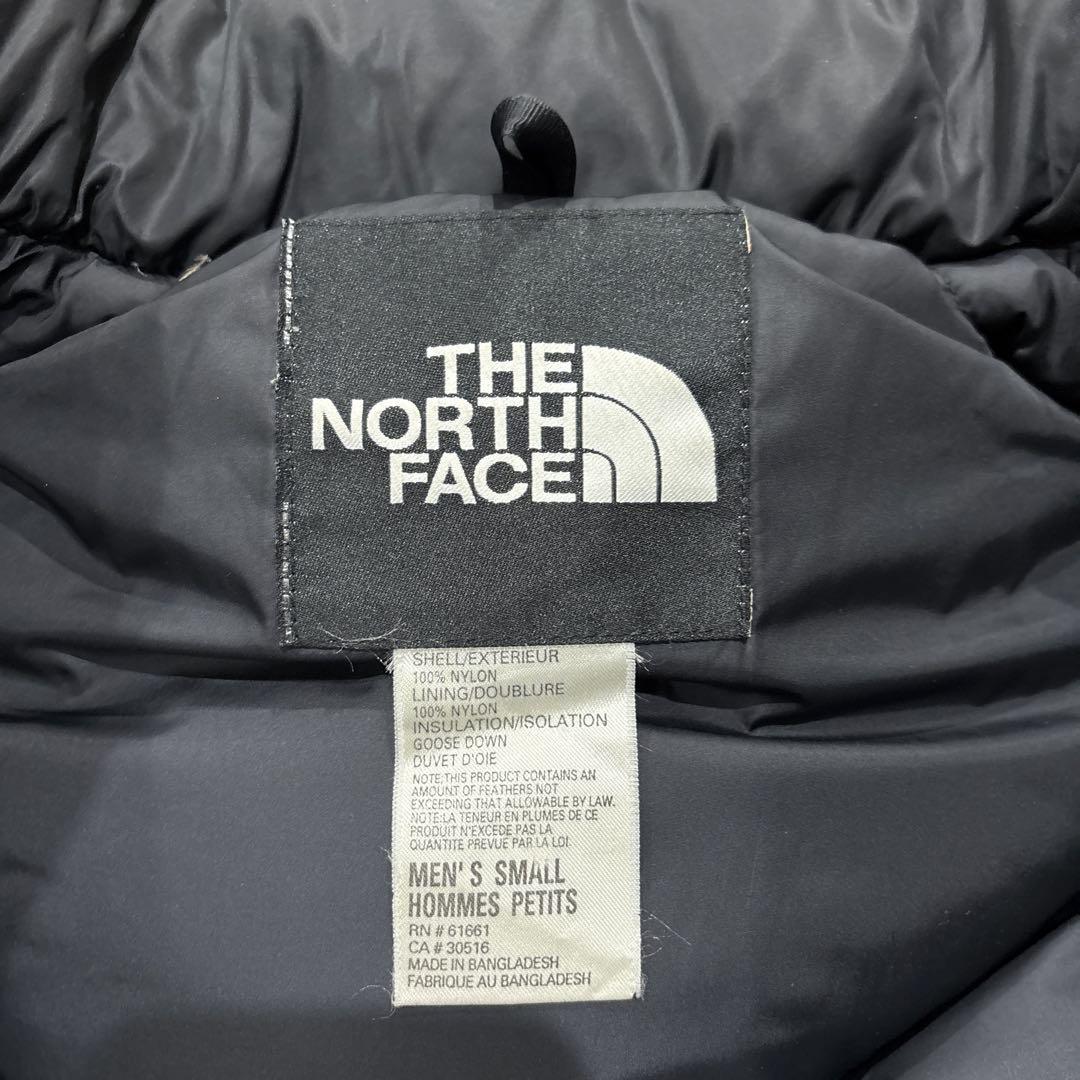 THE
NORTH
FACE
SHELL/EXTERIEUR
100% NYLON
LINING/DOUBLURE
100% NYLON
INSULATION/ISOLATION
GOOSE DOWN
DUVET D'OIE
NOTE;THIS PRODUCT CONTAINS AN
AMOUNT OF FEATHERS NOT
EXCEEDING THAT ALLOWABLE BY LAW.
NOTE:LA TENEUR EN PLUMES DE CE
PRODUIT N'EXCEDE PAS LA
QUANTITE PREVUE PAR LA LOI.
MEN'S SMALL
HOMMES PETITS
RN # 61661
CA # 30516
MADE IN BANGLADESH
FABRIQUE AU BANGLADESH